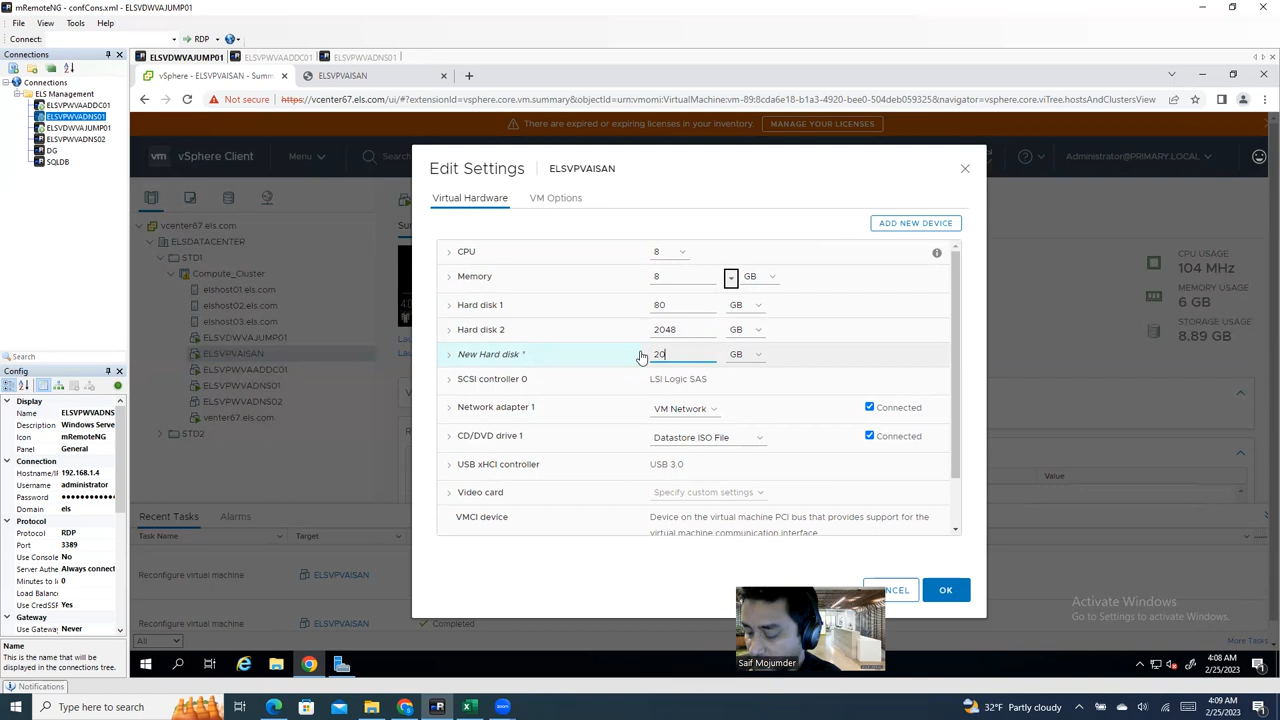 mRemoteNG - confCons.xml - ELSVDWVAJUMP01
File View Tools Help
Connect: RDP
Connections
Connections
ELS Management
ELSVPWVAADDC01
ELSVPWVADNS01
ELSVDWVAJUMP01
ELSVPWVADNS02
DG
SQLDB
Search
Config
Display
Name ELSVPWVADNS
Description Windows Serve
Icon mRemoteNG
Panel General
Connection
Hostname/IP 192.168.1.4
Username administrator
Password ••••••••••••
Domain els
Protocol
Protocol RDP
Port 3389
Use Console No
Server Auth Always connect
Minutes to Id 0
Load Balanc
Use CredSSP Yes
Gateway
Use Gateway Never
Name
This is the name that will be
displayed in the connections tree.
Notifications
ELSVDWVAJUMP01 ELSVPWVAADDC01 ELSVPWVADNS01
vSphere - ELSVPVAISAN - Summ ELSVPVAISAN
Not secure https://vcenter67.els.com/ui/#?extensionId=vsphere.core.vm.summary&objectId=urn:vmomi:VirtualMachine:vm-89:8cda6e18-b1a3-4920-bee0-504deb059325&navigator=vsphere.core.viTree.hostsAndClustersView
There are expired or expiring licenses in your inventory. MANAGE YOUR LICENSES
vm vSphere Client Menu Search Administrator@PRIMARY.LOCAL
vcenter67.els.com
ELSDATACENTER
STD1
Compute_Cluster
elshost01.els.com
elshost02.els.com
elshost03.els.com
ELSVDWVAJUMP01
ELSVPVAISAN
ELSVPWVAADDC01
ELSVPWVADNS01
ELSVPWVADNS02
venter67.els.com
STD2
Edit Settings ELSVPVAISAN
Virtual Hardware VM Options
ADD NEW DEVICE
CPU 8
Memory 8 GB
Hard disk 1 80 GB
Hard disk 2 2048 GB
New Hard disk * 20 GB
SCSI controller 0 LSI Logic SAS
Network adapter 1 VM Network Connected
CD/DVD drive 1 Datastore ISO File Connected
USB xHCI controller USB 3.0
Video card Specify custom settings
VMCI device Device on the virtual machine PCI bus that provides support for the
virtual machine communication interface
CANCEL OK
CPU USAGE
104 MHz
MEMORY USAGE
6 GB
STORAGE USAGE
8.89 GB
Value
Recent Tasks Alarms
Task Name Target
Reconfigure virtual machine ELSVPVAISAN
Reconfigure virtual machine ELSVPVAISAN Completed
All More Tasks
Activate Windows
Go to Settings to activate Windows.
Saif Mojumder
4:08 AM
2/25/2023
Type here to search
32°F Partly cloudy
4:09 AM
2/25/2023